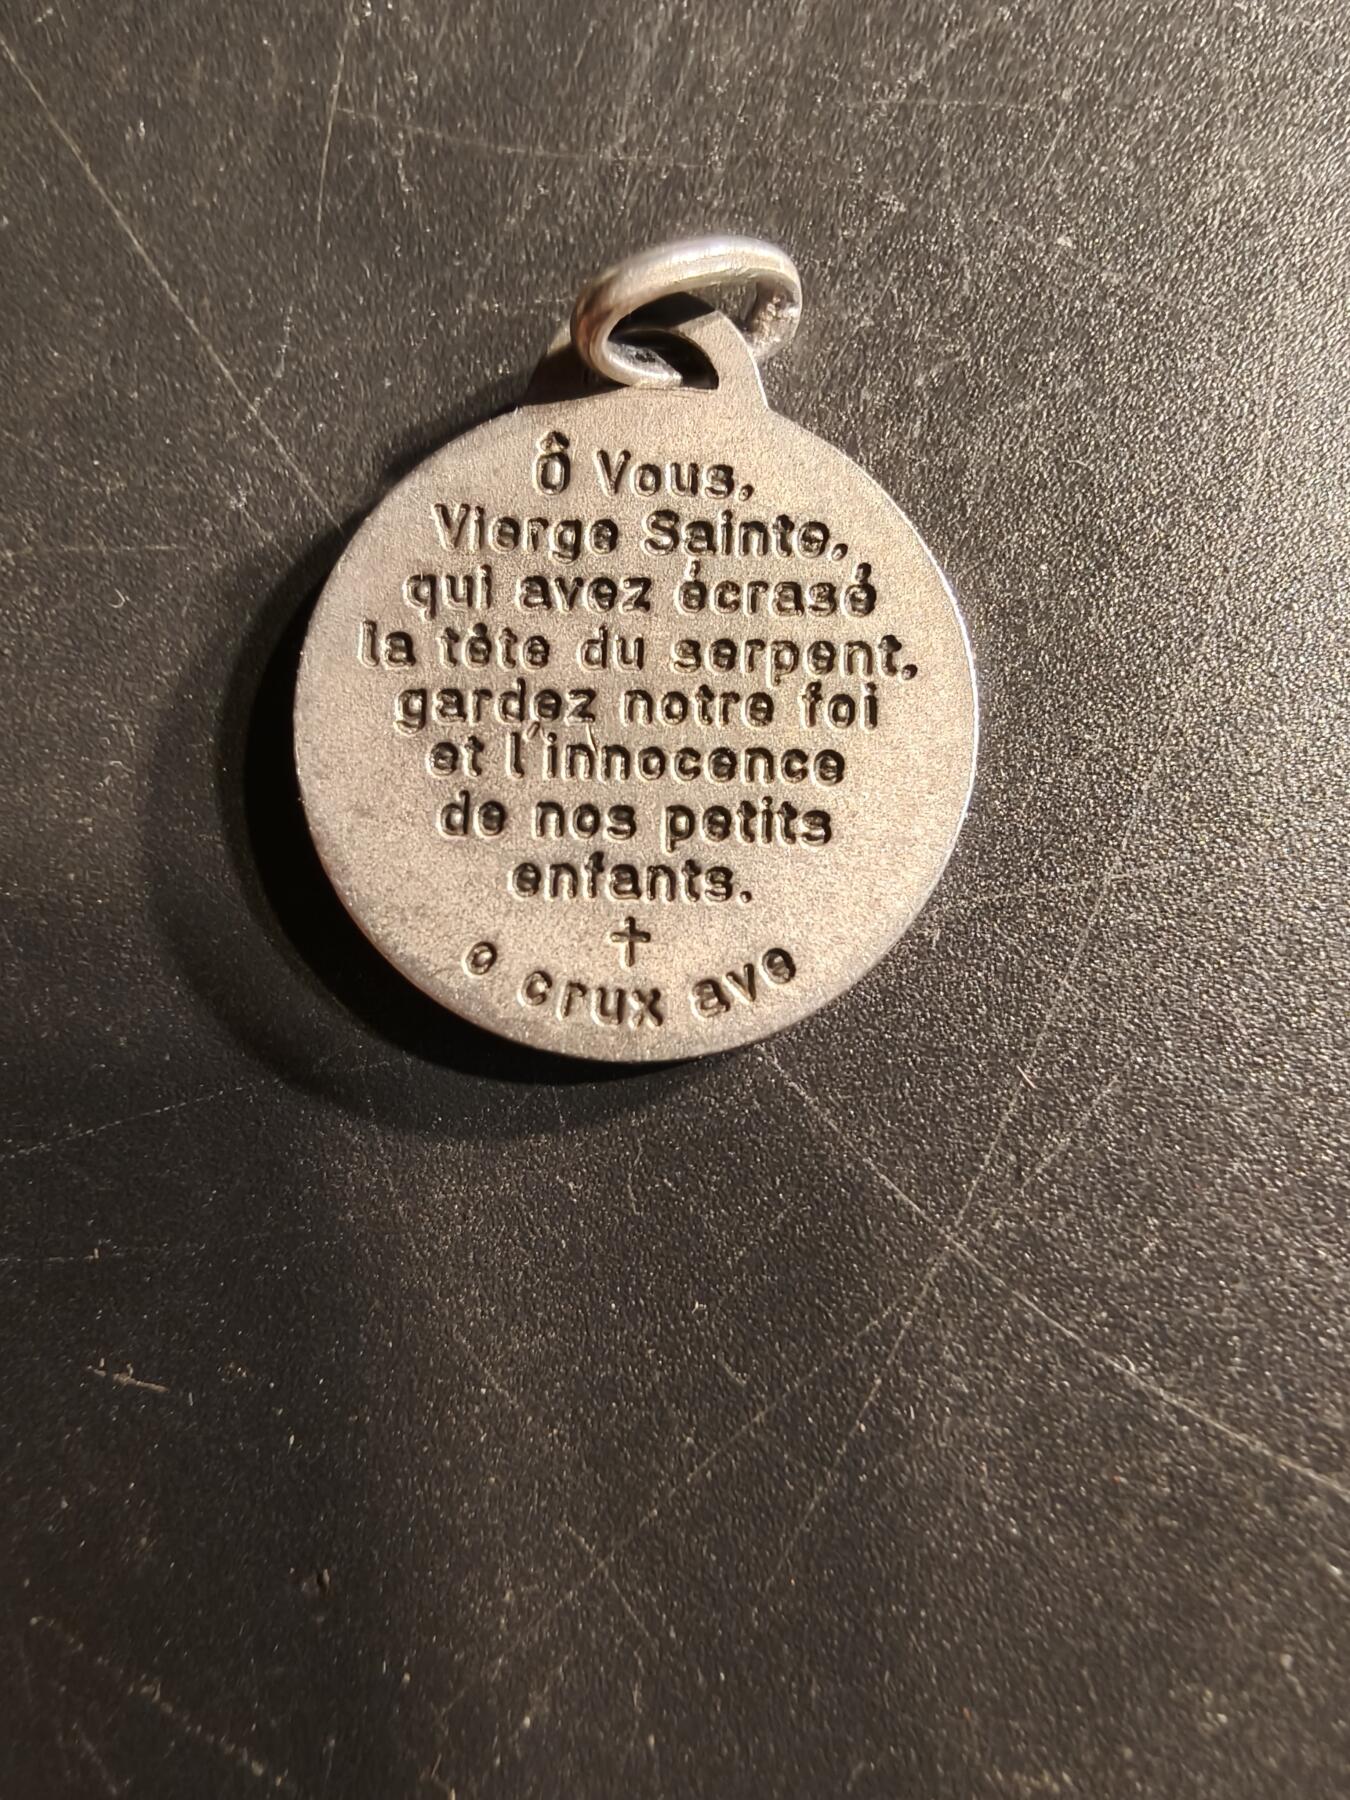 Ô Vous,
Vierge Sainte,
qui avez écrasé
la tête du serpent,
gardez notre foi
et l'innocence
de nos petits
enfants.
†
o crux ave